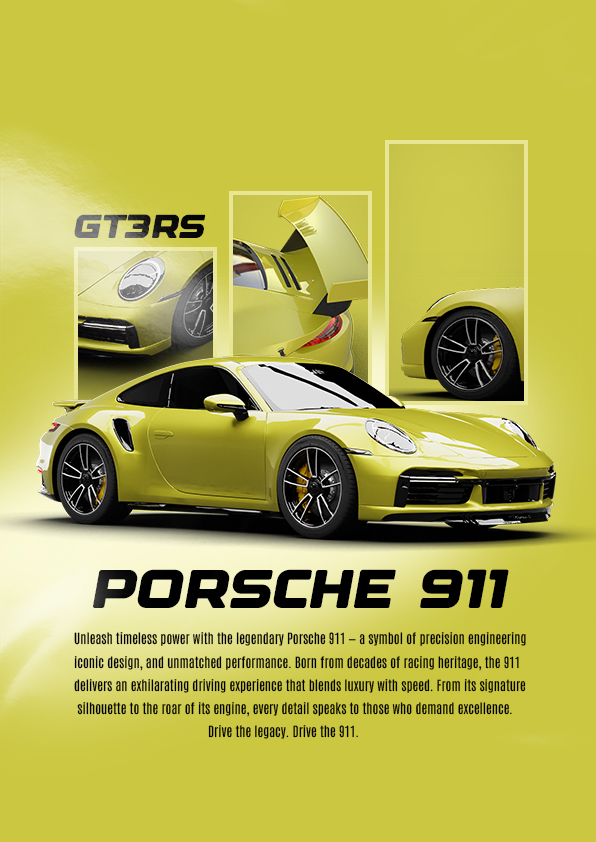 GT3RS
PORSCHE 911
Unleash timeless power with the legendary Porsche 911 – a symbol of precision engineering
iconic design, and unmatched performance. Born from decades of racing heritage, the 911
delivers an exhilarating driving experience that blends luxury with speed. From its signature
silhouette to the roar of its engine, every detail speaks to those who demand excellence.
Drive the legacy. Drive the 911.